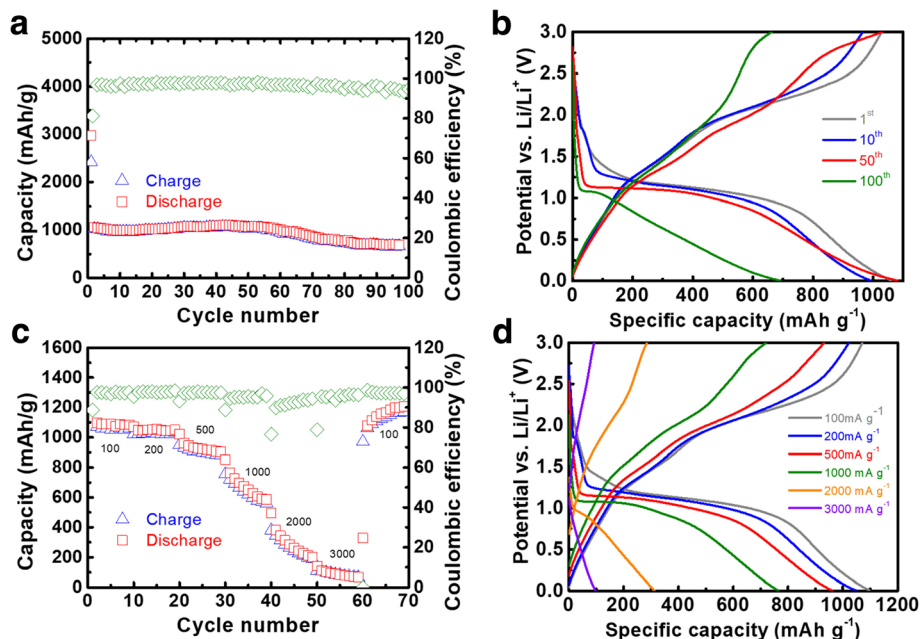 a
5000
4000
3000
2000
1000
0
Capacity (mAh/g)
120
100
80
60
40
20
0
Coulombic efficiency (%)
Charge
Discharge
0 10 20 30 40 50 60 70 80 90 100
Cycle number
b
3.0
2.5
2.0
1.5
1.0
0.5
0.0
Potential vs. Li/Li⁺ (V)
1ˢᵗ
10ᵗʰ
50ᵗʰ
100ᵗʰ
0 200 400 600 800 1000
Specific capacity (mAh g⁻¹)
c
1600
1400
1200
1000
800
600
400
200
0
Capacity (mAh/g)
120
100
80
60
40
20
0
Coulombic efficiency (%)
100
200
500
1000
2000
3000
100
Charge
Discharge
0 10 20 30 40 50 60 70
Cycle number
d
3.0
2.5
2.0
1.5
1.0
0.5
0.0
Potential vs. Li/Li⁺ (V)
100mA g⁻¹
200mA g⁻¹
500mA g⁻¹
1000 mA g⁻¹
2000 mA g⁻¹
3000 mA g⁻¹
0 200 400 600 800 1000 1200
Specific capacity (mAh g⁻¹)